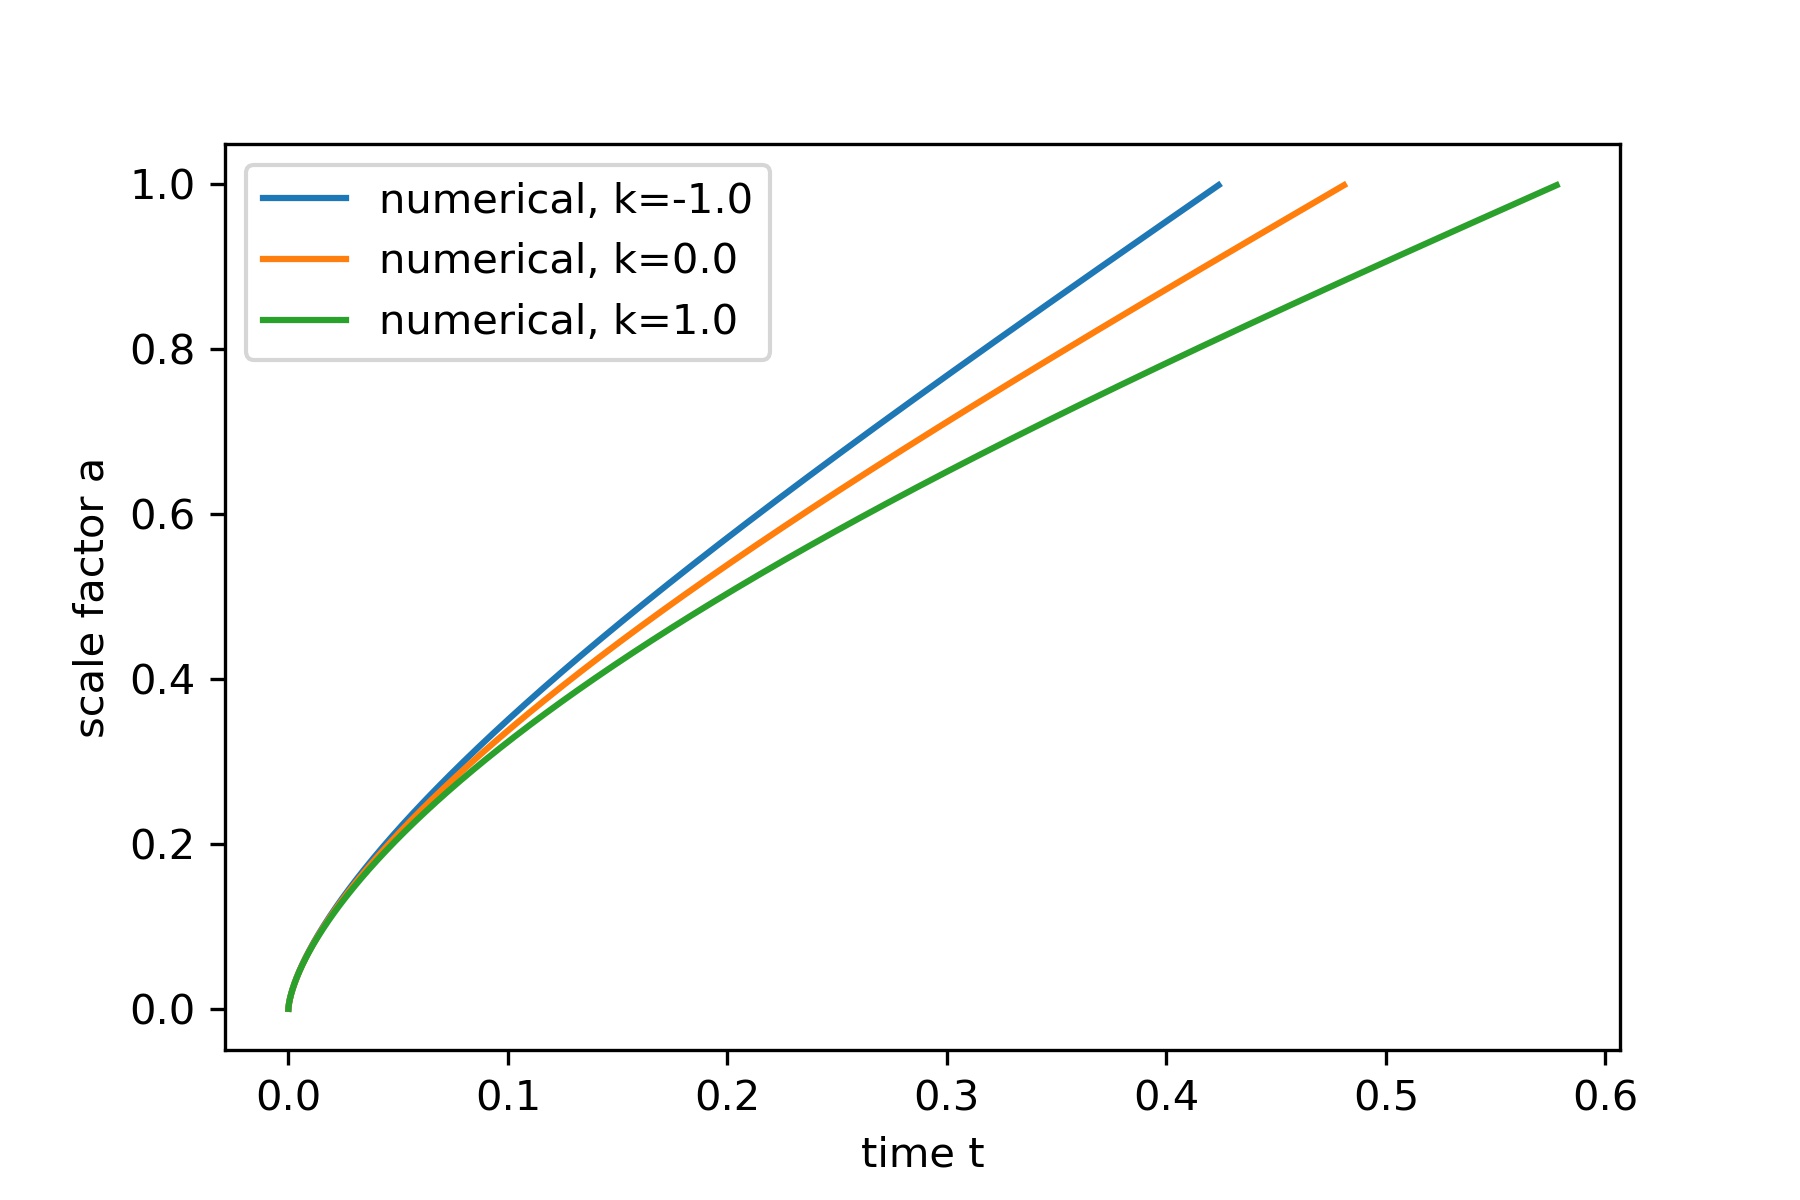 numerical, k=-1.0
numerical, k=0.0
numerical, k=1.0
1.0
0.8
0.6
0.4
0.2
0.0
scale factor a
0.0 0.1 0.2 0.3 0.4 0.5 0.6
time t